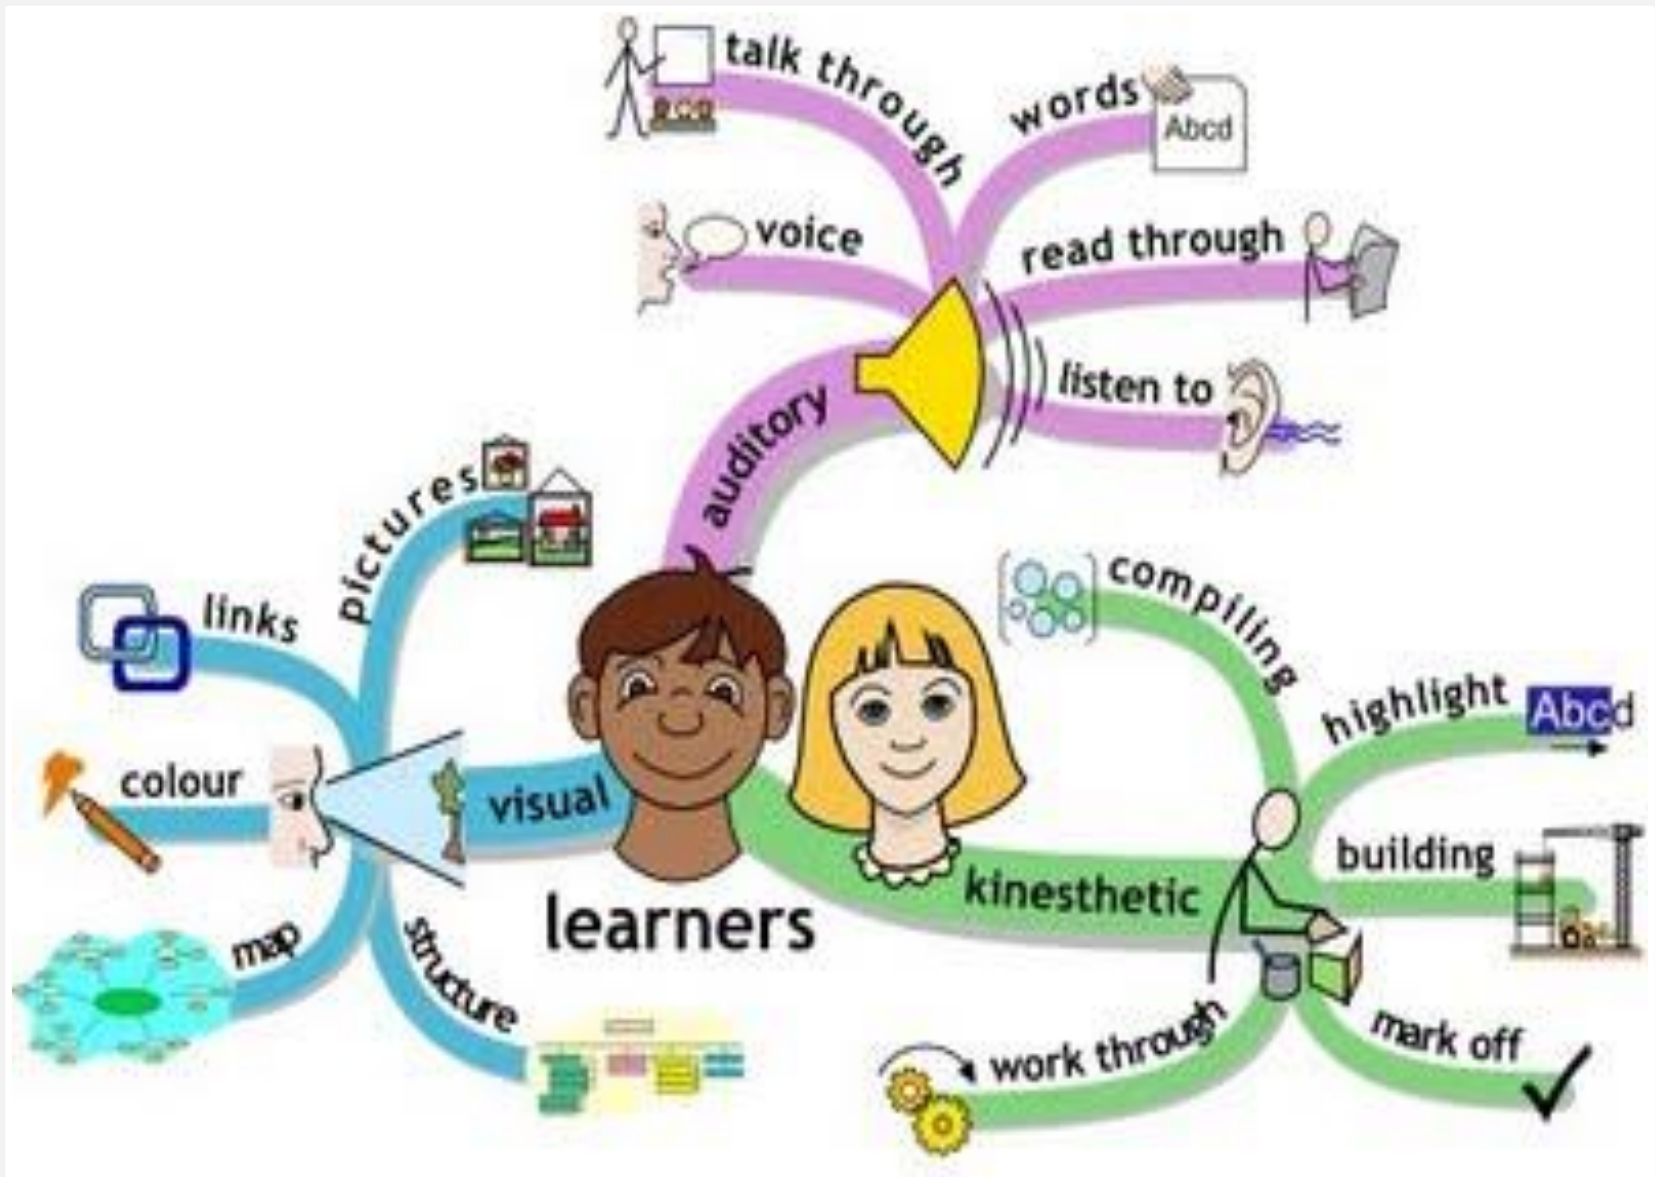 talk through
words
Abcd
voice
read through
listen to
auditory
pictures
links
colour
visual
map
structure
learners
compiling
highlight
Abcd
building
kinesthetic
work through
mark off